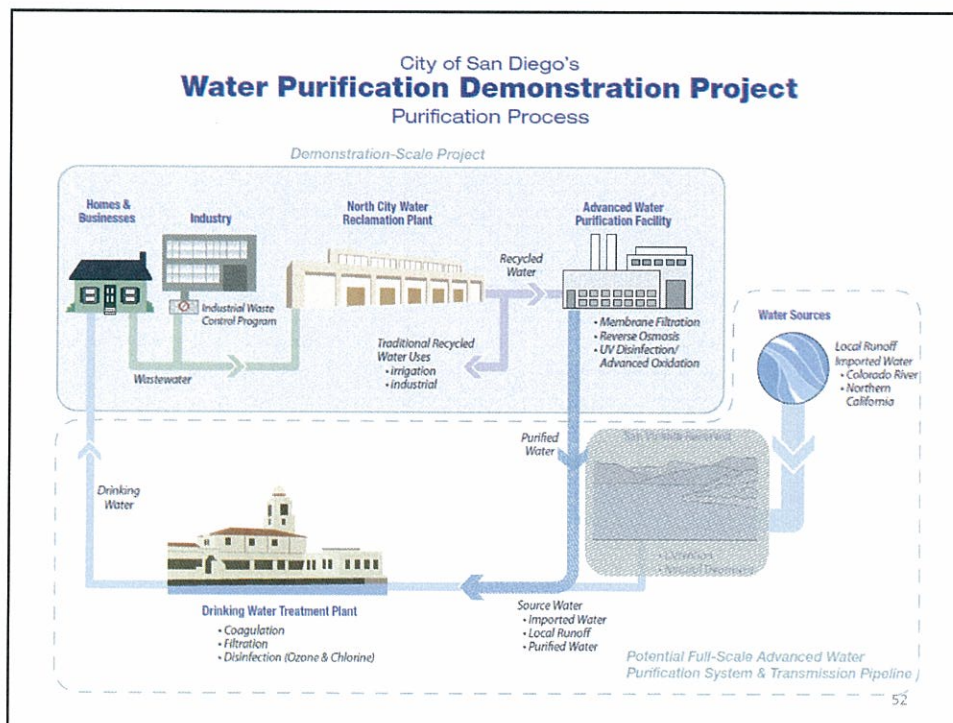 City of San Diego's
Water Purification Demonstration Project
Purification Process
Demonstration-Scale Project
Homes &
Businesses
Industry
North City Water
Reclamation Plant
Advanced Water
Purification Facility
Industrial Waste
Control Program
Recycled
Water
• Membrane Filtration
• Reverse Osmosis
• UV Disinfection/
Advanced Oxidation
Traditional Recycled
Water Uses
• irrigation
• industrial
Wastewater
Water Sources
Local Runoff
Imported Water
• Colorado River
• Northern
California
Purified
Water
San Reservoir
Drinking
Water
Drinking Water Treatment Plant
• Coagulation
• Filtration
• Disinfection (Ozone & Chlorine)
Source Water
• Imported Water
• Local Runoff
• Purified Water
Potential Full-Scale Advanced Water
Purification System & Transmission Pipeline
52